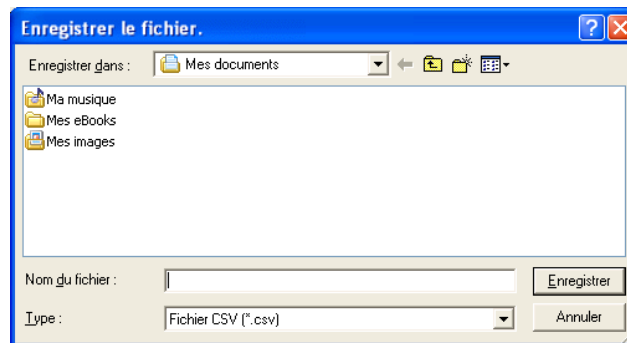 Enregistrer le fichier.
Enregistrer dans : Mes documents
Ma musique
Mes eBooks
Mes images
Nom du fichier : Enregistrer
Type : Fichier CSV (*.csv) Annuler